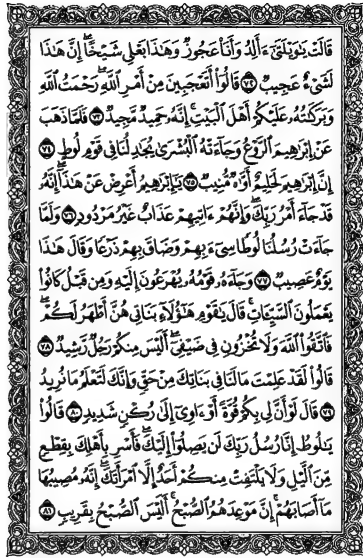 قَالَتْ يَٰوَيْلَتَىٰٓ ءَأَلِدُ وَأَنَا۠ عَجُوزٌ وَهَٰذَا بَعْلِى شَيْخًا ۖ إِنَّ هَٰذَا
لَشَىْءٌ عَجِيبٌ ٧٢ قَالُوٓا۟ أَتَعْجَبِينَ مِنْ أَمْرِ ٱللَّهِ ۖ رَحْمَتُ ٱللَّهِ
وَبَرَكَٰتُهُۥ عَلَيْكُمْ أَهْلَ ٱلْبَيْتِ ۚ إِنَّهُۥ حَمِيدٌ مَّجِيدٌ ٧٣ فَلَمَّا ذَهَبَ
عَنْ إِبْرَٰهِيمَ ٱلرَّوْعُ وَجَآءَتْهُ ٱلْبُشْرَىٰ يُجَٰدِلُنَا فِى قَوْمِ لُوطٍ ٧٤
إِنَّ إِبْرَٰهِيمَ لَحَلِيمٌ أَوَّٰهٌ مُّنِيبٌ ٧٥ يَٰٓإِبْرَٰهِيمُ أَعْرِضْ عَنْ هَٰذَآ ۖ إِنَّهُۥ
قَدْ جَآءَ أَمْرُ رَبِّكَ ۖ وَإِنَّهُمْ ءَاتِيهِمْ عَذَابٌ غَيْرُ مَرْدُودٍ ٧٦ وَلَمَّا
جَآءَتْ رُسُلُنَا لُوطًا سِىٓءَ بِهِمْ وَضَاقَ بِهِمْ ذَرْعًا وَقَالَ هَٰذَا
يَوْمٌ عَصِيبٌ ٧٧ وَجَآءَهُۥ قَوْمُهُۥ يُهْرَعُونَ إِلَيْهِ وَمِن قَبْلُ كَانُوا۟
يَعْمَلُونَ ٱلسَّيِّـَٔاتِ ۚ قَالَ يَٰقَوْمِ هَٰٓؤُلَآءِ بَنَاتِى هُنَّ أَطْهَرُ لَكُمْ ۖ
فَٱتَّقُوا۟ ٱللَّهَ وَلَا تُخْزُونِ فِى ضَيْفِىٓ ۖ أَلَيْسَ مِنكُمْ رَجُلٌ رَّشِيدٌ ٧٨
قَالُوا۟ لَقَدْ عَلِمْتَ مَا لَنَا فِى بَنَاتِكَ مِنْ حَقٍّ وَإِنَّكَ لَتَعْلَمُ مَا نُرِيدُ
٧٩ قَالَ لَوْ أَنَّ لِى بِكُمْ قُوَّةً أَوْ ءَاوِىٓ إِلَىٰ رُكْنٍ شَدِيدٍ ٨٠ قَالُوا۟
يَٰلُوطُ إِنَّا رُسُلُ رَبِّكَ لَن يَصِلُوٓا۟ إِلَيْكَ ۖ فَأَسْرِ بِأَهْلِكَ بِقِطْعٍ
مِّنَ ٱلَّيْلِ وَلَا يَلْتَفِتْ مِنكُمْ أَحَدٌ إِلَّا ٱمْرَأَتَكَ ۖ إِنَّهُۥ مُصِيبُهَا
مَآ أَصَابَهُمْ ۚ إِنَّ مَوْعِدَهُمُ ٱلصُّبْحُ ۚ أَلَيْسَ ٱلصُّبْحُ بِقَرِيبٍ ٨١